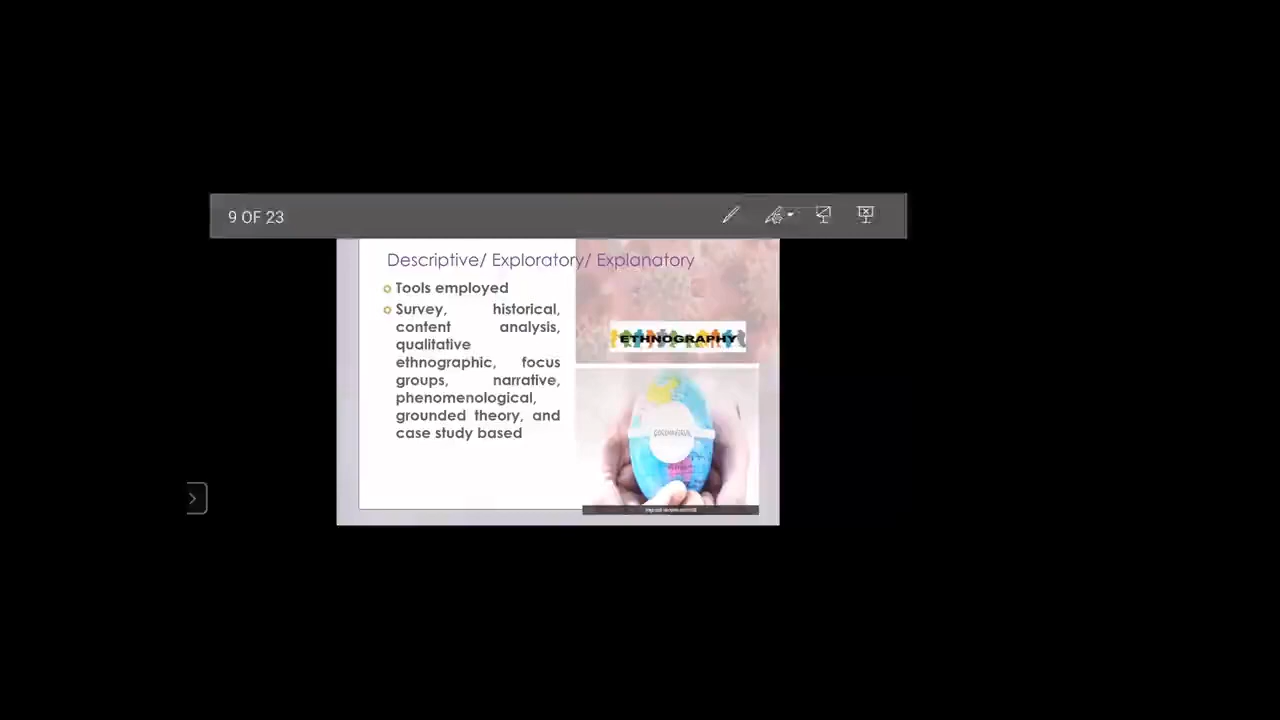 9 OF 23
Descriptive/ Exploratory/ Explanatory
Tools employed
Survey, historical,
content analysis,
qualitative
ethnographic, focus
groups, narrative,
phenomenological,
grounded theory, and
case study based
ETHNOGRAPHY
CORONAVIRUS